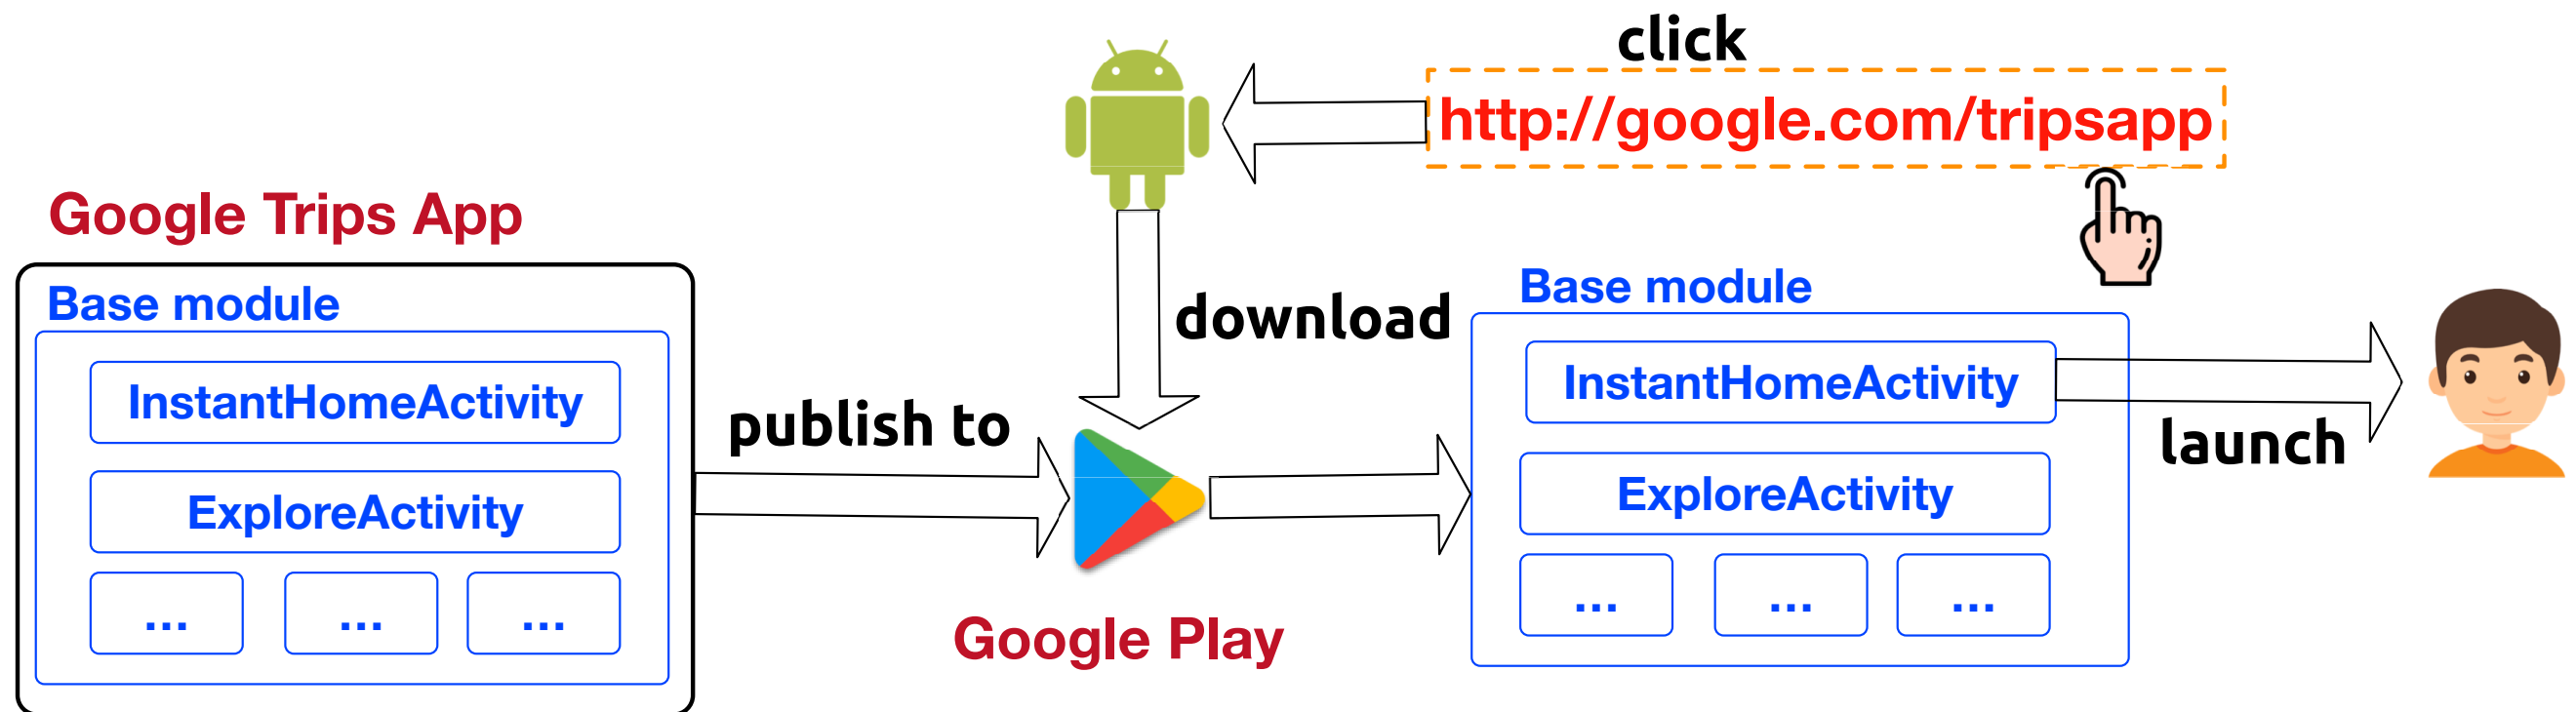 click
http://google.com/tripsapp
Google Trips App
Base module
InstantHomeActivity
ExploreActivity
...
...
...
publish to
download
Google Play
Base module
InstantHomeActivity
ExploreActivity
...
...
...
launch